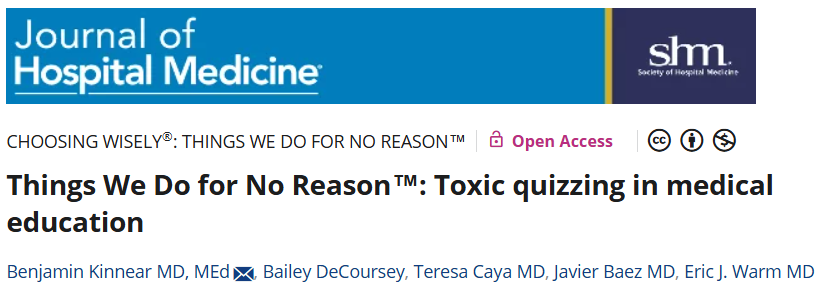 Journal of
Hospital Medicine
shm.
Society of Hospital Medicine
CHOOSING WISELY®: THINGS WE DO FOR NO REASON™ Open Access cc
Things We Do for No Reason™: Toxic quizzing in medical
education
Benjamin Kinnear MD, MEd, Bailey DeCoursey, Teresa Caya MD, Javier Baez MD, Eric J. Warm MD